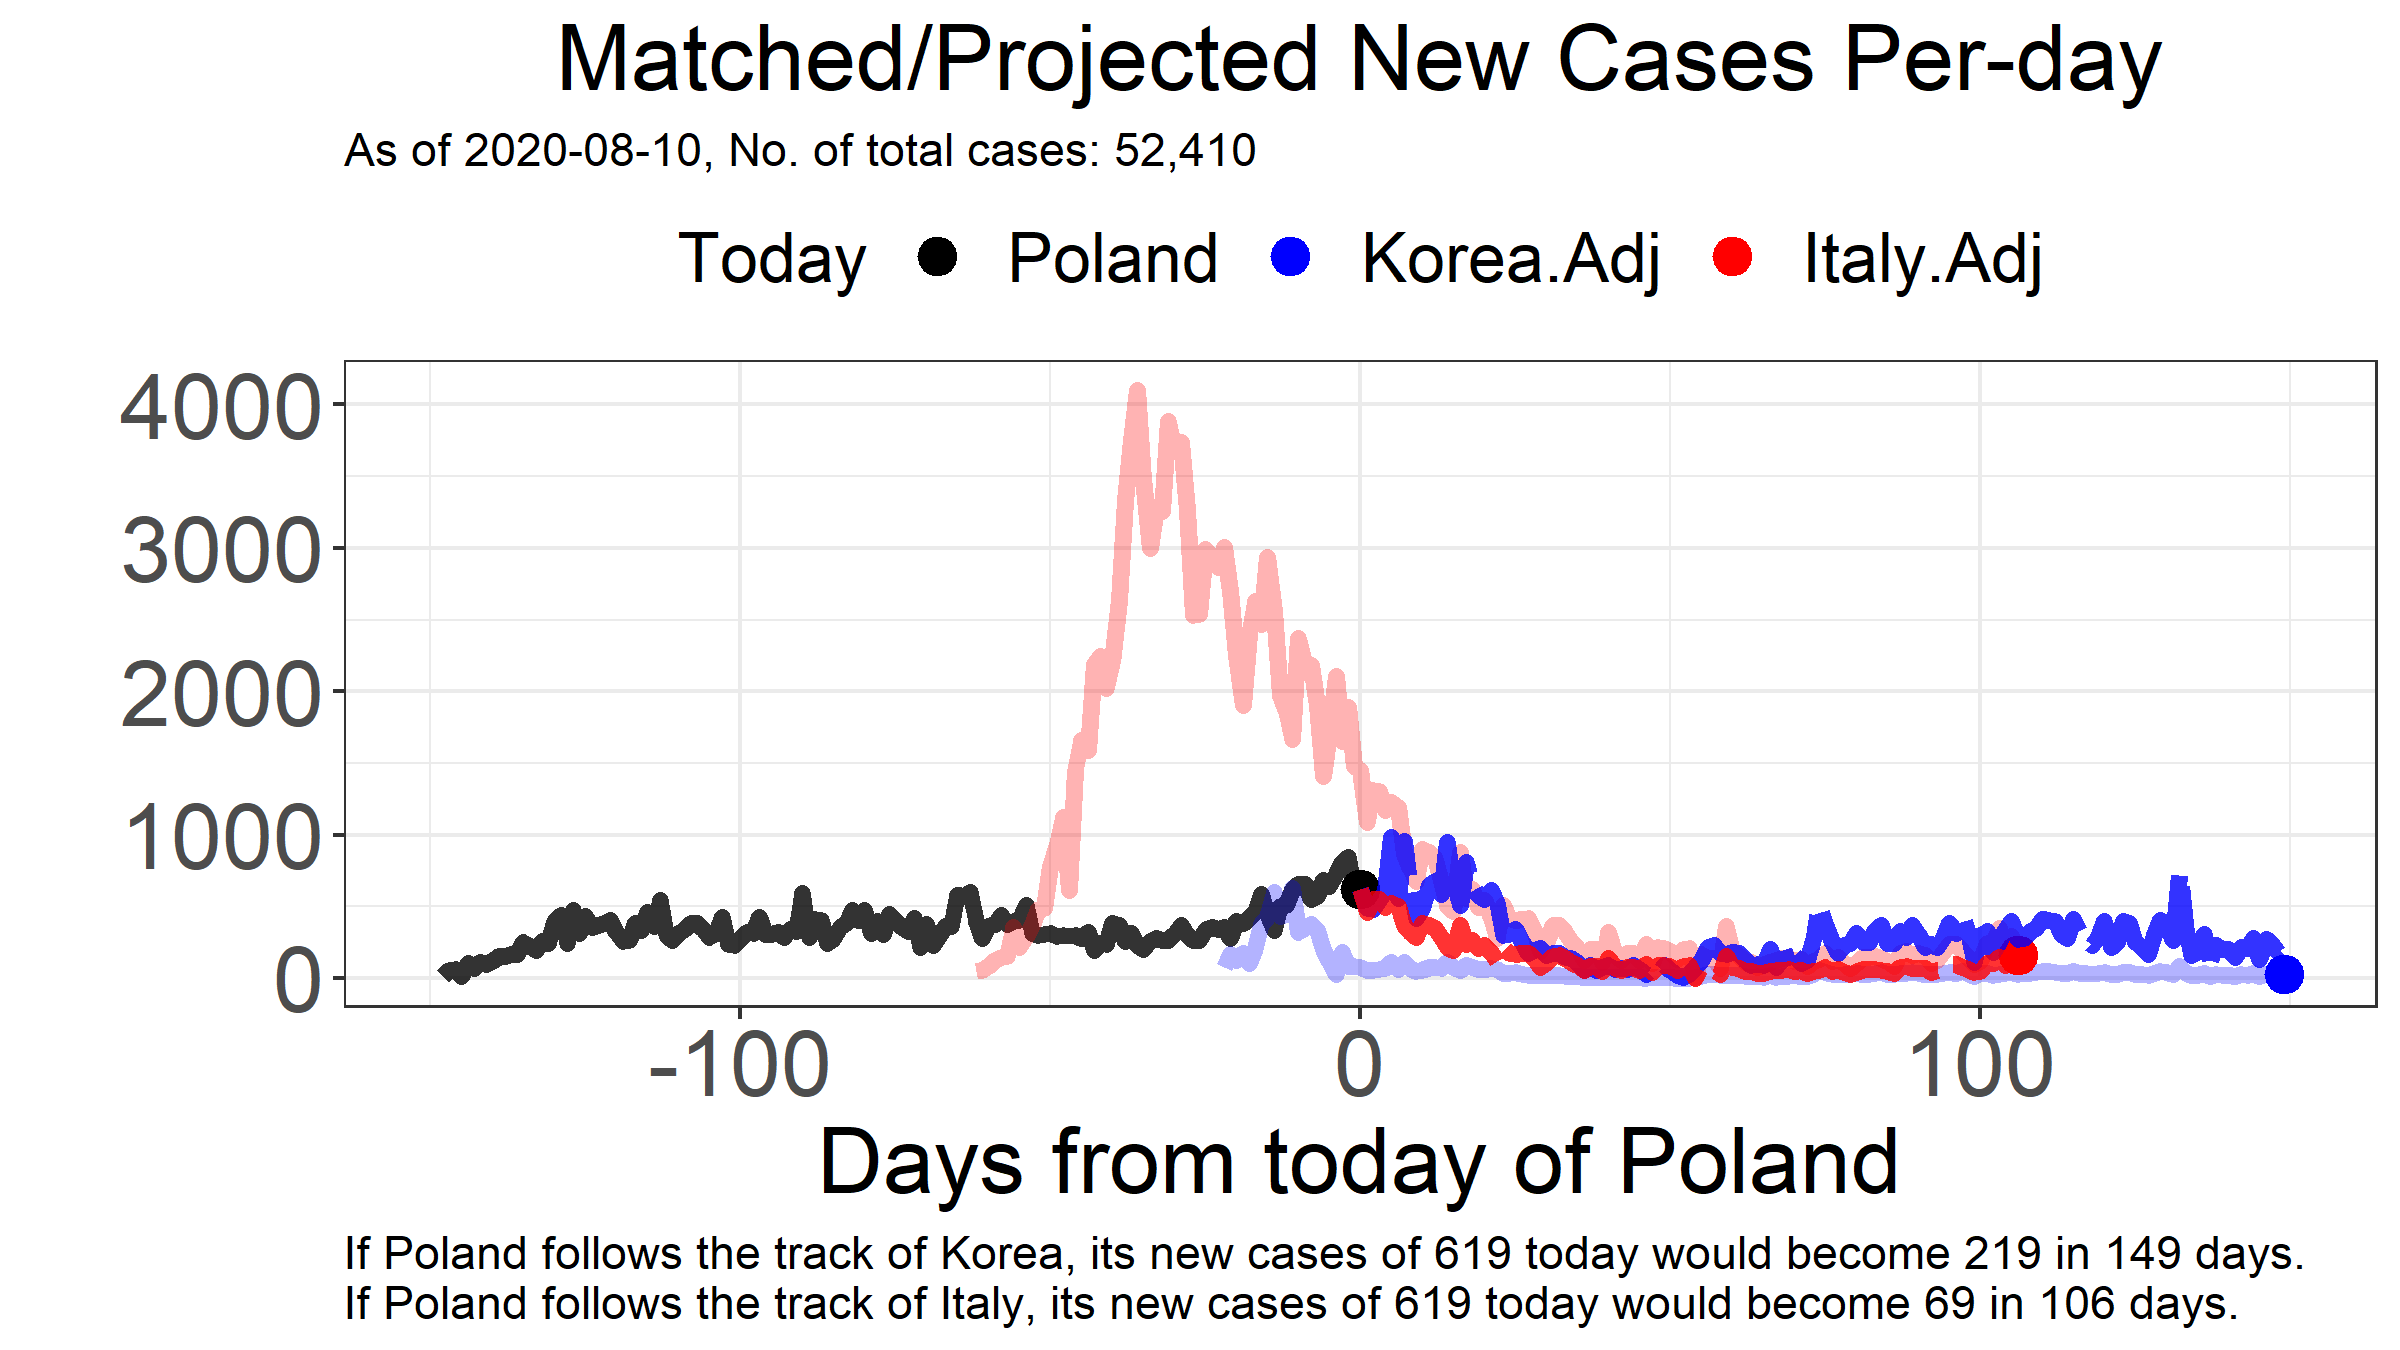 Matched/Projected New Cases Per-day
As of 2020-08-10, No. of total cases: 52,410
Today Poland Korea.Adj Italy.Adj
4000
3000
2000
1000
0
-100 0 100
Days from today of Poland
If Poland follows the track of Korea, its new cases of 619 today would become 219 in 149 days.
If Poland follows the track of Italy, its new cases of 619 today would become 69 in 106 days.